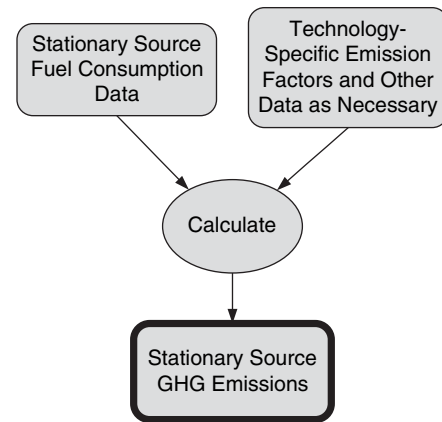 Stationary Source
Fuel Consumption
Data
Technology-
Specific Emission
Factors and Other
Data as Necessary
Calculate
Stationary Source
GHG Emissions